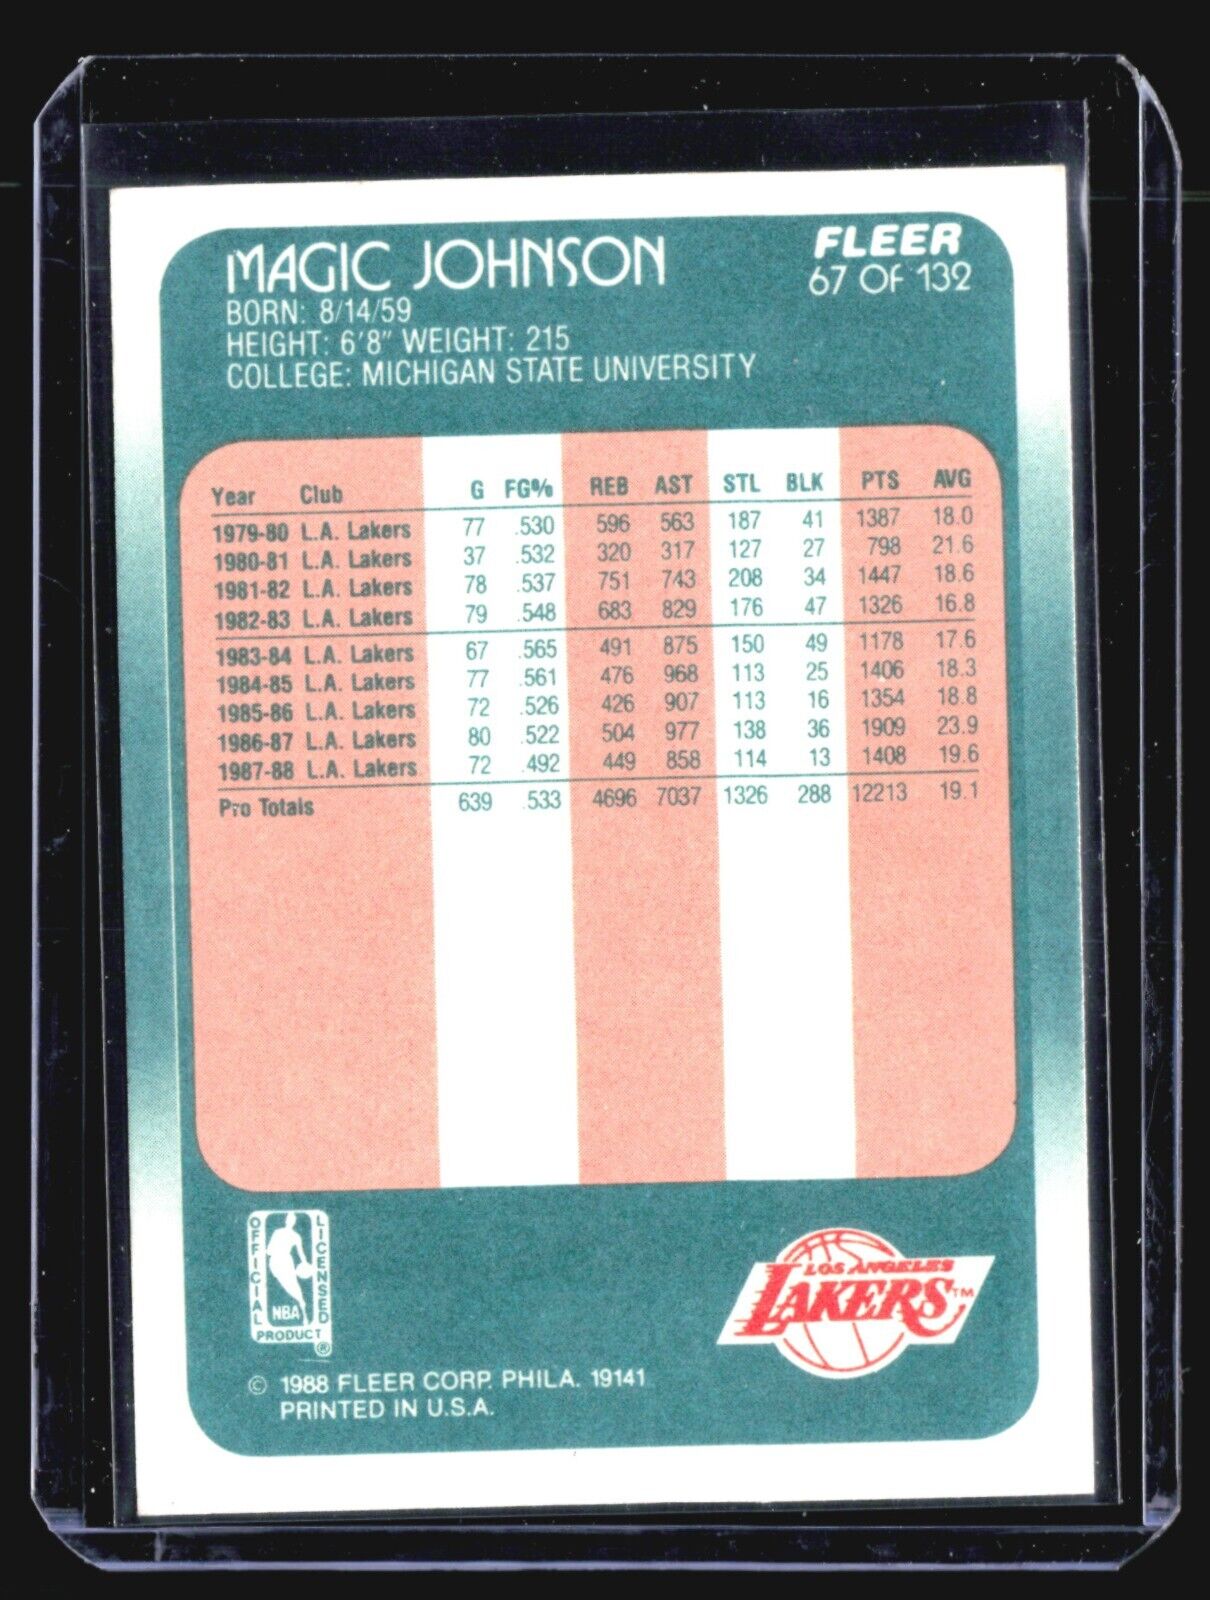 MAGIC JOHNSON
FLEER
67 OF 132
BORN: 8/14/59
HEIGHT: 6'8" WEIGHT: 215
COLLEGE: MICHIGAN STATE UNIVERSITY
Year Club G FG% REB AST STL BLK PTS AVG
1979-80 L.A. Lakers 77 .530 596 563 187 41 1387 18.0
1980-81 L.A. Lakers 37 .532 320 317 127 27 798 21.6
1981-82 L.A. Lakers 78 .537 751 743 208 34 1447 18.6
1982-83 L.A. Lakers 79 .548 683 829 176 47 1326 16.8
1983-84 L.A. Lakers 67 .565 491 875 150 49 1178 17.6
1984-85 L.A. Lakers 77 .561 476 968 113 25 1406 18.3
1985-86 L.A. Lakers 72 .526 426 907 113 16 1354 18.8
1986-87 L.A. Lakers 80 .522 504 977 138 36 1909 23.9
1987-88 L.A. Lakers 72 .492 449 858 114 13 1408 19.6
Pro Totals 639 .533 4696 7037 1326 288 12213 19.1
OFFICIAL LICENSED
NBA
PRODUCT ®
LOS ANGELES
LAKERS TM
© 1988 FLEER CORP. PHILA. 19141
PRINTED IN U.S.A.